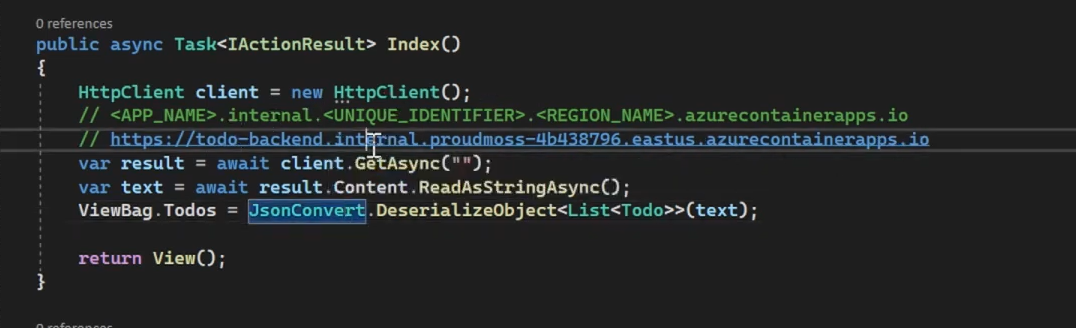 0 references
public async Task<IActionResult> Index()
{
HttpClient client = new HttpClient();
// <APP_NAME>.internal.<UNIQUE_IDENTIFIER>.<REGION_NAME>.azurecontainerapps.io
// https://todo-backend.internal.proudmoss-4b438796.eastus.azurecontainerapps.io
var result = await client.GetAsync("");
var text = await result.Content.ReadAsStringAsync();
ViewBag.Todos = JsonConvert.DeserializeObject<List<Todo>>(text);
return View();
}
0 references